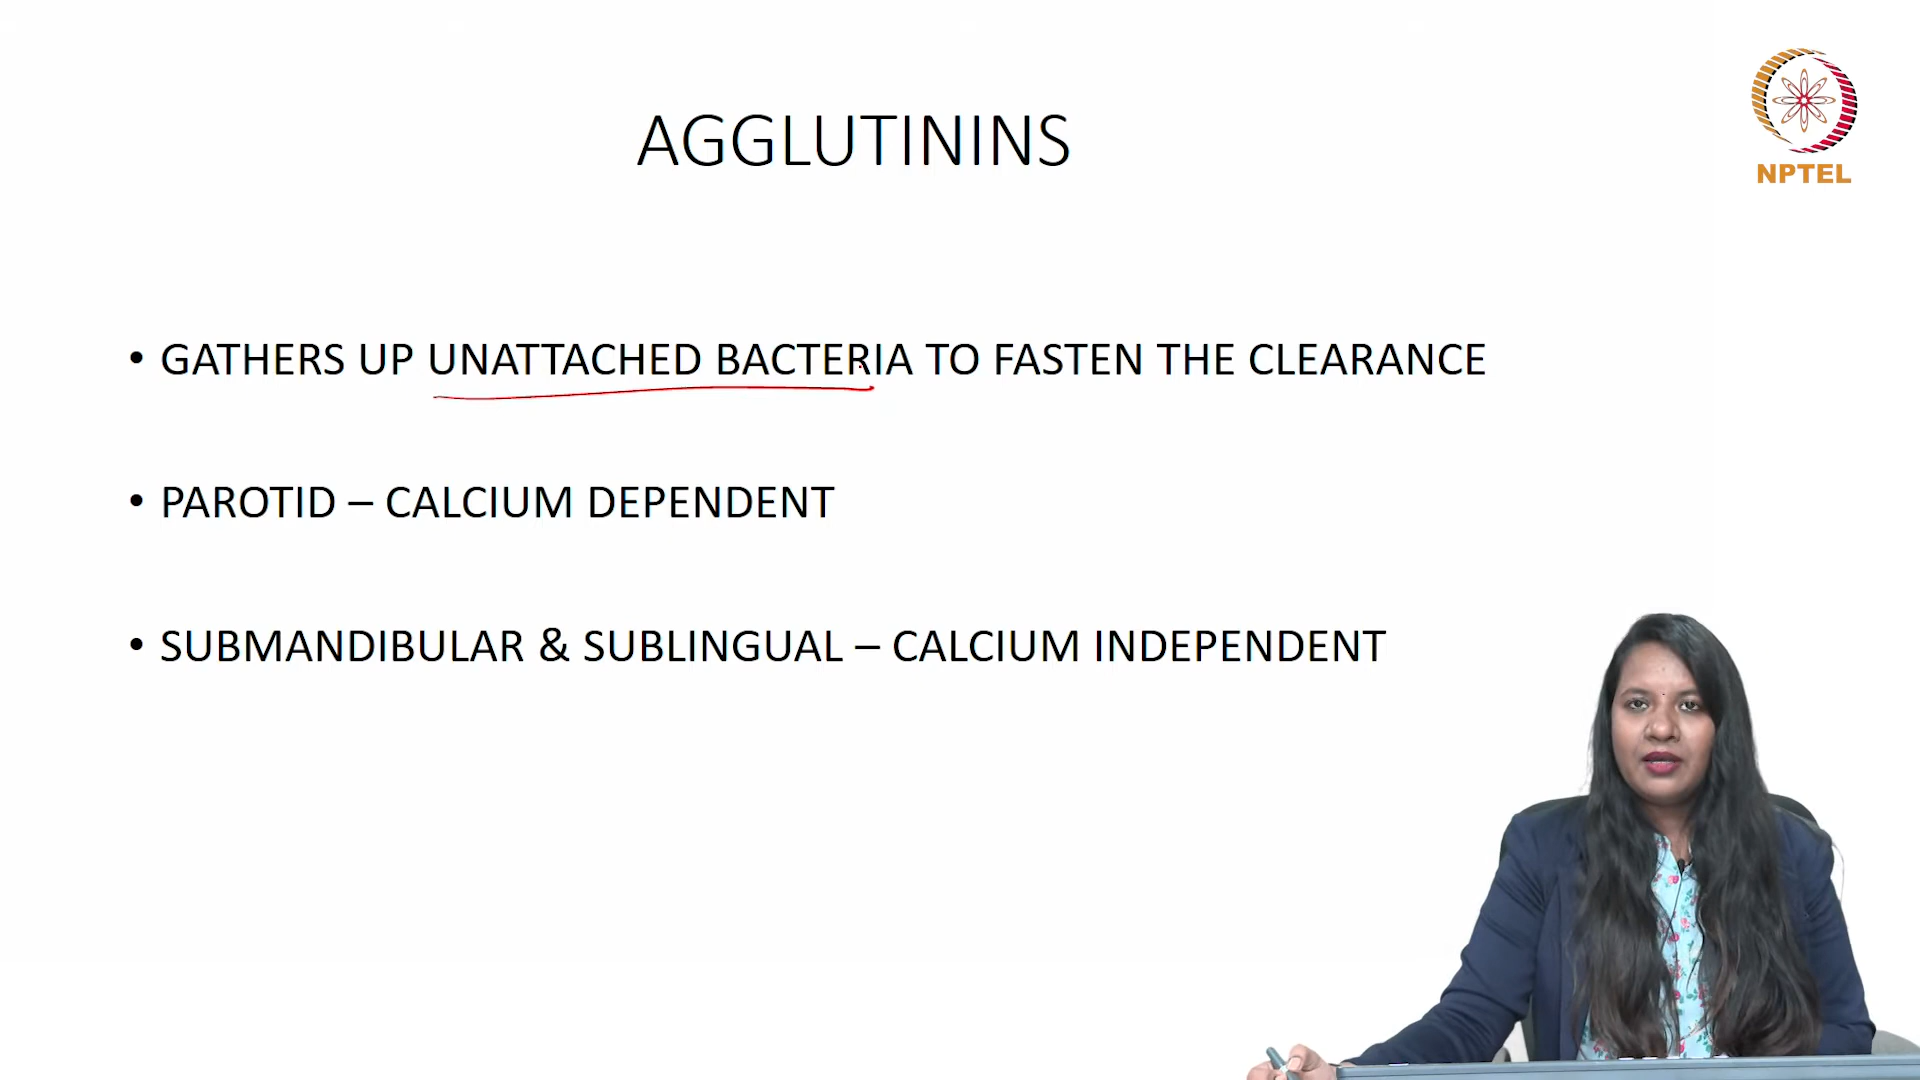 AGGLUTININS
NPTEL
• GATHERS UP UNATTACHED BACTERIA TO FASTEN THE CLEARANCE
• PAROTID – CALCIUM DEPENDENT
• SUBMANDIBULAR & SUBLINGUAL – CALCIUM INDEPENDENT